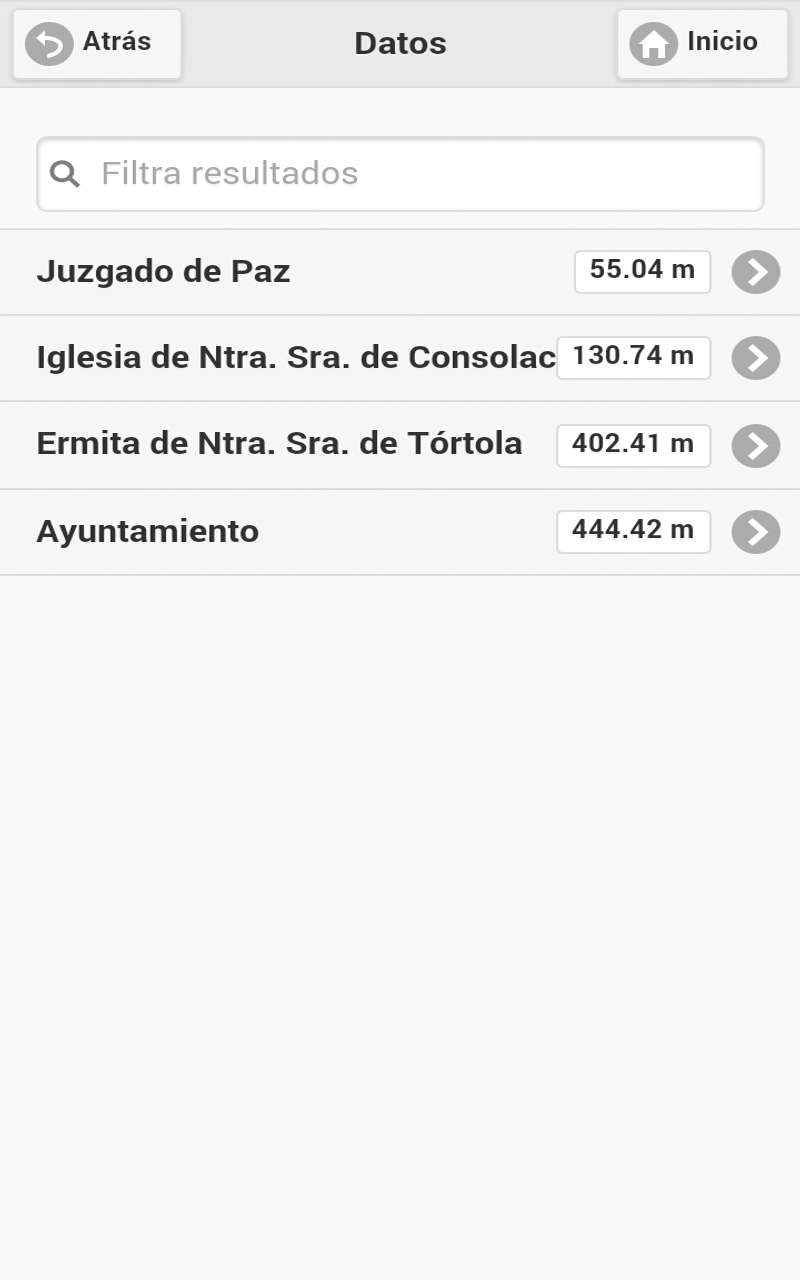 Atrás
Datos
Inicio
Filtra resultados
Juzgado de Paz 55.04 m
Iglesia de Ntra. Sra. de Consolac 130.74 m
Ermita de Ntra. Sra. de Tórtola 402.41 m
Ayuntamiento 444.42 m